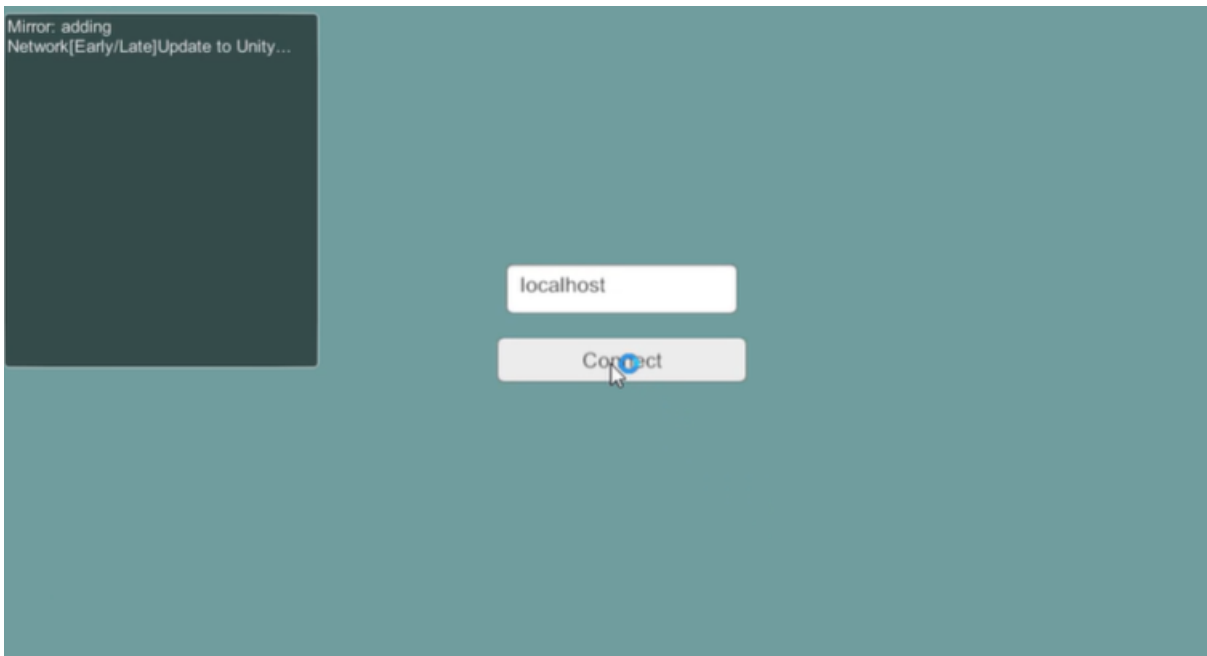 Mirror: adding
Network[Early/Late]Update to Unity...
localhost
Connect